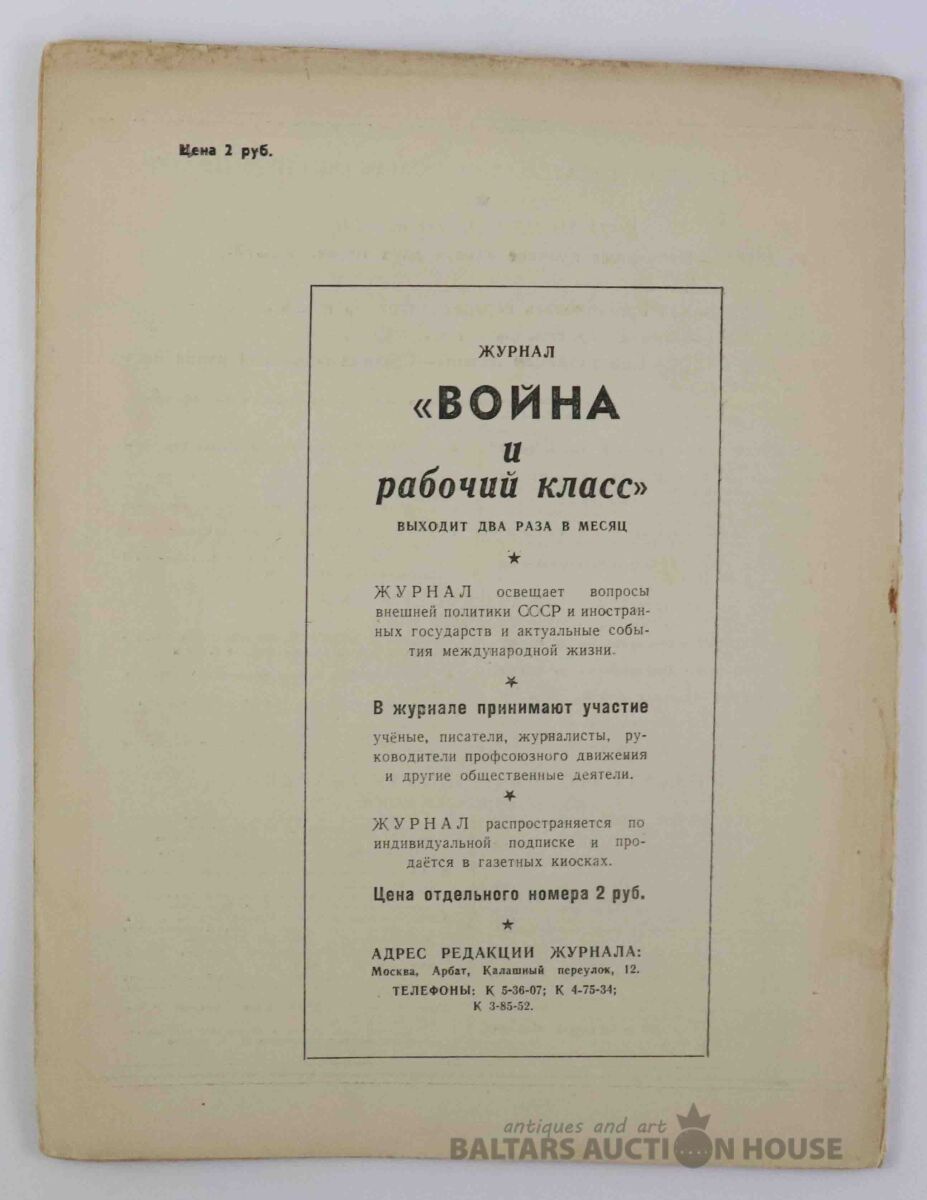 Цена 2 руб.
ЖУРНАЛ
«ВОЙНА
и
рабочий класс»
ВЫХОДИТ ДВА РАЗА В МЕСЯЦ
ЖУРНАЛ освещает вопросы
внешней политики СССР и иностран-
ных государств и актуальные собы-
тия международной жизни.
В журнале принимают участие
учёные, писатели, журналисты, ру-
ководители профсоюзного движения
и другие общественные деятели.
ЖУРНАЛ распространяется по
индивидуальной подписке и про-
даётся в газетных киосках.
Цена отдельного номера 2 руб.
АДРЕС РЕДАКЦИИ ЖУРНАЛА:
Москва, Арбат, Калашный переулок, 12.
ТЕЛЕФОНЫ: К 5-36-07; К 4-75-34;
К 3-85-52.
antiques and art
BALTARS AUCTION HOUSE